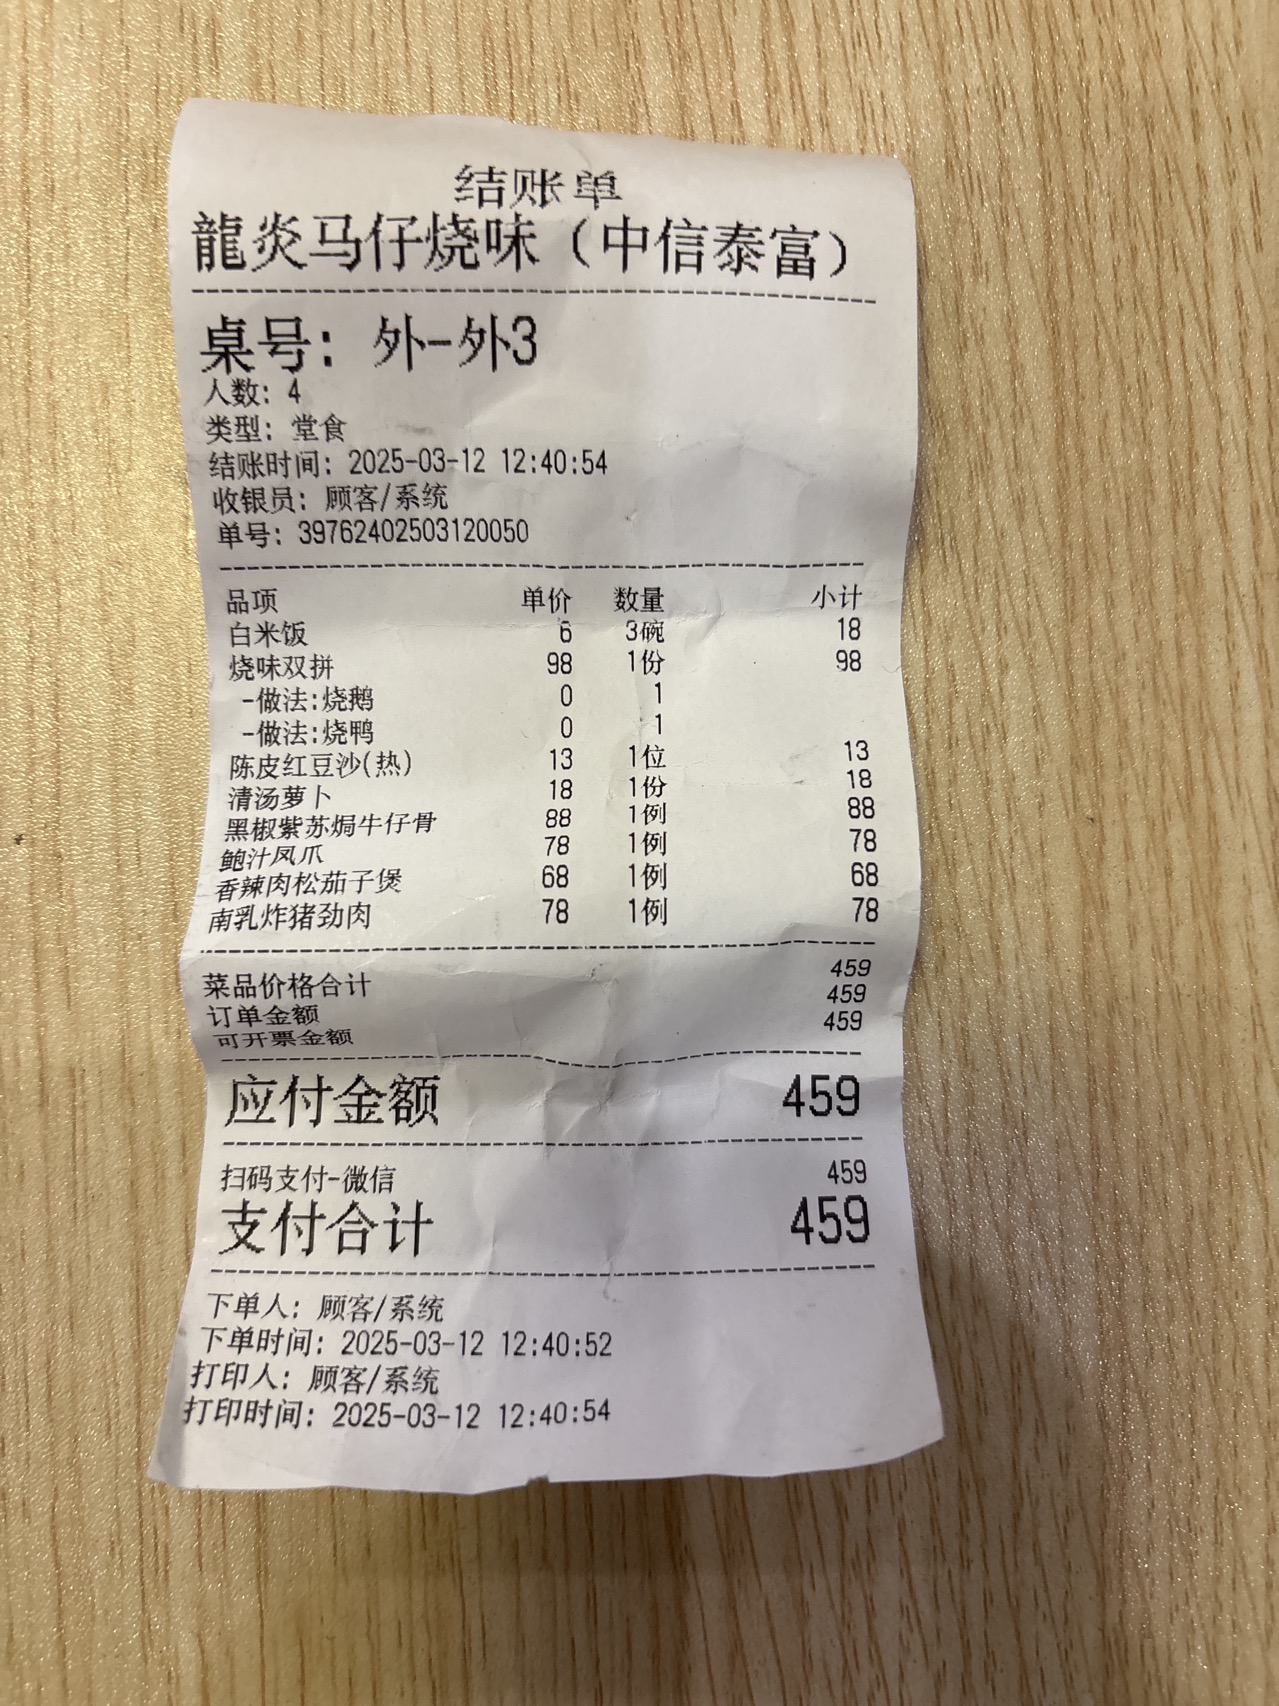 结账单
龍炎马仔烧味（中信泰富）
桌号: 外-外3
人数: 4
类型: 堂食
结账时间: 2025-03-12 12:40:54
收银员: 顾客/系统
单号: 39762402503120050
品项 单价 数量 小计
白米饭 6 3碗 18
烧味双拼 98 1份 98
-做法:烧鹅 0 1
-做法:烧鸭 0 1
陈皮红豆沙(热) 13 1位 13
清汤萝卜 18 1份 18
黑椒紫苏焗牛仔骨 88 1例 88
鲍汁凤爪 78 1例 78
香辣肉松茄子煲 68 1例 68
南乳炸猪劲肉 78 1例 78
菜品价格合计 459
订单金额 459
可开票金额 459
应付金额 459
扫码支付-微信 459
支付合计 459
下单人: 顾客/系统
下单时间: 2025-03-12 12:40:52
打印人: 顾客/系统
打印时间: 2025-03-12 12:40:54